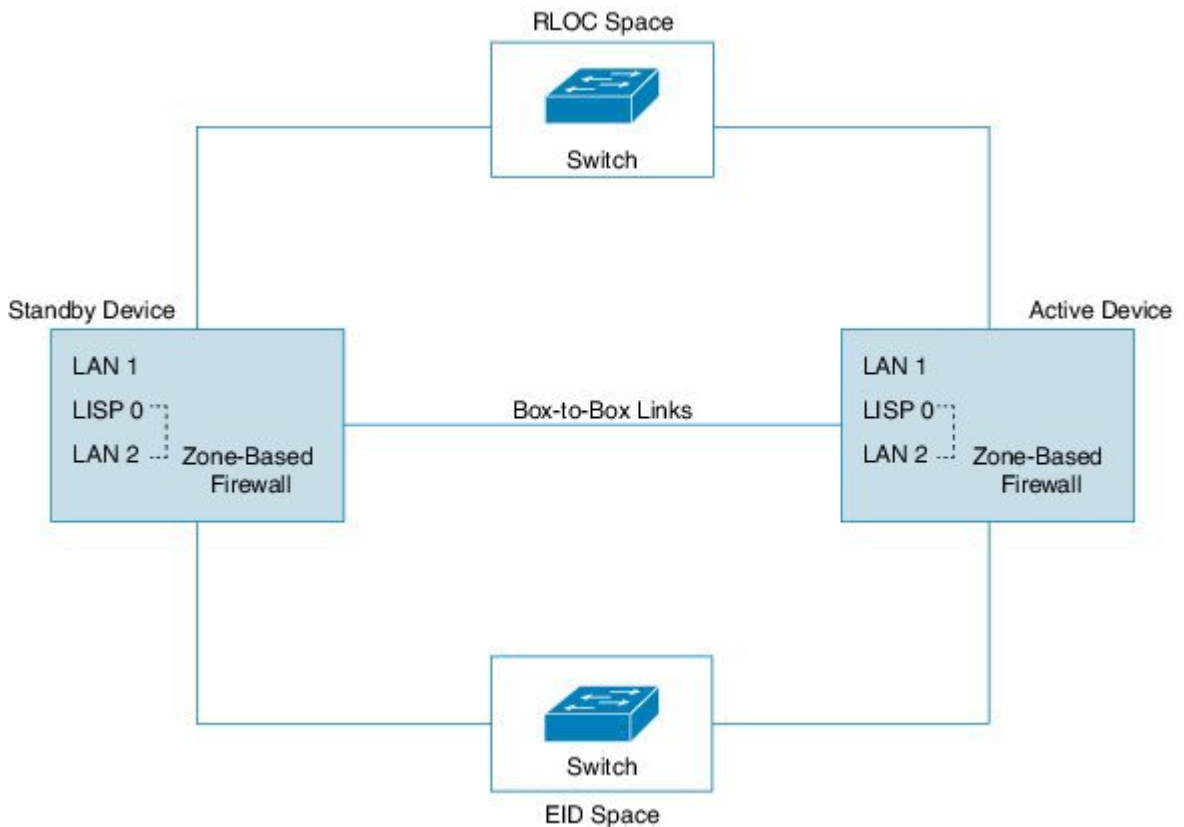 RLOC Space
Switch
Standby Device
LAN 1
LISP 0
LAN 2
Zone-Based
Firewall
Box-to-Box Links
Active Device
LAN 1
LISP 0
LAN 2
Zone-Based
Firewall
Switch
EID Space